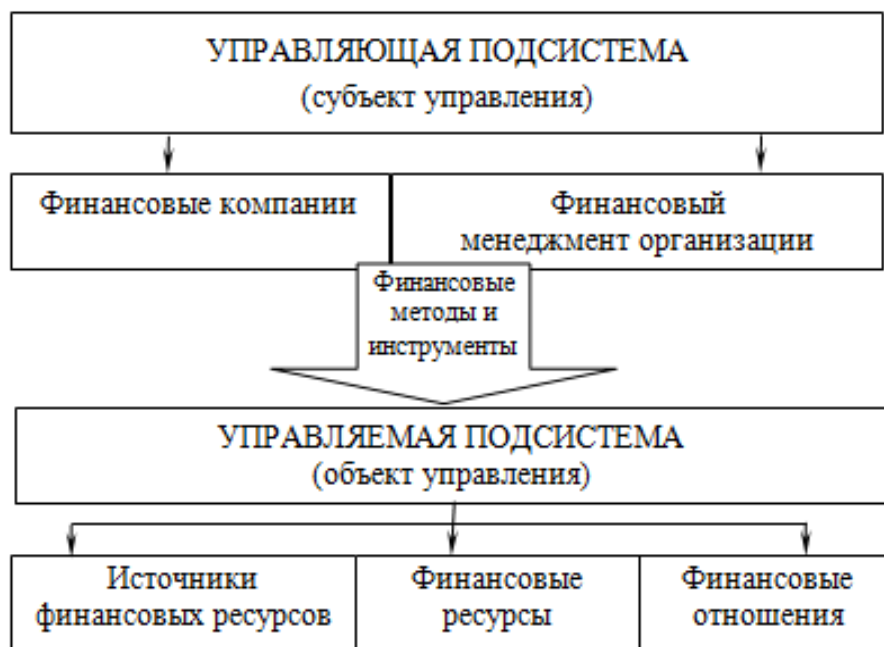 УПРАВЛЯЮЩАЯ ПОДСИСТЕМА
(субъект управления)
Финансовые компании
Финансовый
менеджмент организации
Финансовые
методы и
инструменты
УПРАВЛЯЕМАЯ ПОДСИСТЕМА
(объект управления)
Источники
финансовых ресурсов
Финансовые
ресурсы
Финансовые
отношения